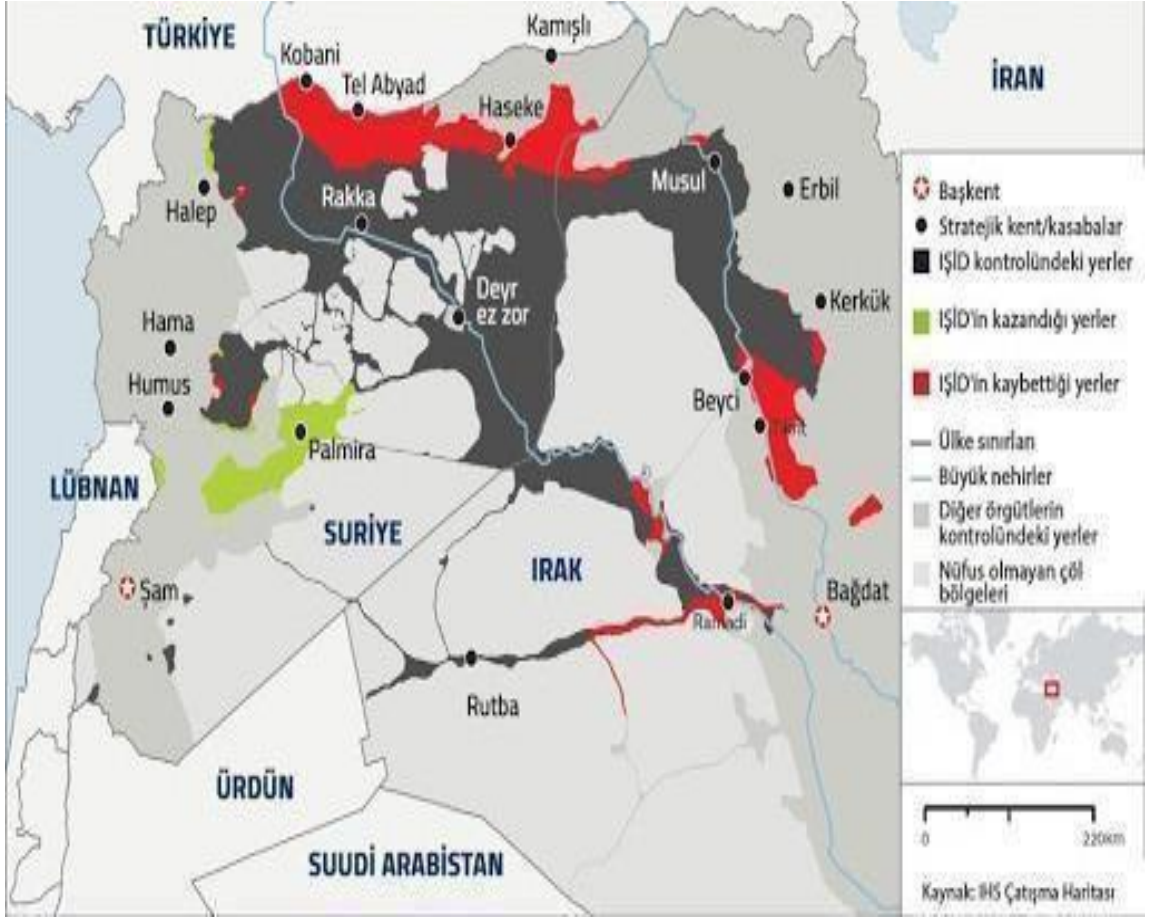 TÜRKİYE
Kamışlı
İRAN
Kobani
Tel Abyad
Haseke
Musul
Erbil
Halep
Rakka
Deyr
ez zor
Kerkük
Hama
Humus
Beyci
Palmira
LÜBNAN
SURİYE
IRAK
Şam
Ramadi
Bağdat
Rutba
ÜRDÜN
SUUDİ ARABİSTAN
Başkent
Stratejik kent/kasabalar
IŞİD kontrolündeki yerler
IŞİD'in kazandığı yerler
IŞİD'in kaybettiği yerler
Ülke sınırları
Büyük nehirler
Diğer örgütlerin
kontrolündeki yerler
Nüfus olmayan çöl
bölgeleri
0 220km
Kaynak: IHS Çatışma Haritası